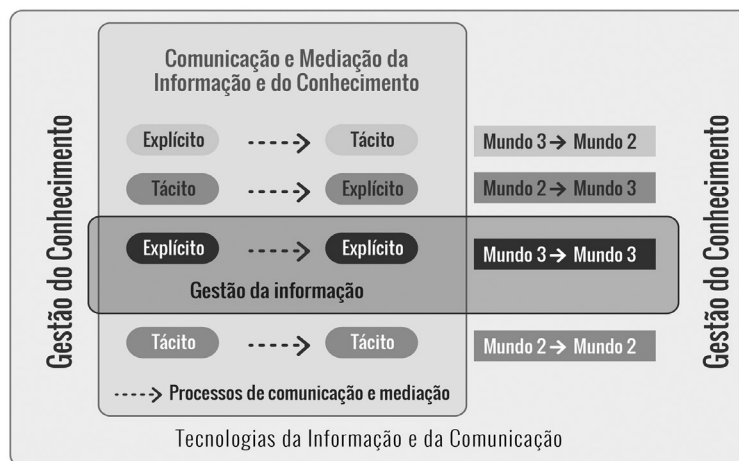 Gestão do Conhecimento
Comunicação e Mediação da
Informação e do Conhecimento
Explícito -----> Tácito
Mundo 3 → Mundo 2
Tácito -----> Explícito
Mundo 2 → Mundo 3
Explícito -----> Explícito
Mundo 3 → Mundo 3
Gestão da informação
Tácito -----> Tácito
Mundo 2 → Mundo 2
-----> Processos de comunicação e mediação
Tecnologias da Informação e da Comunicação
Gestão do Conhecimento